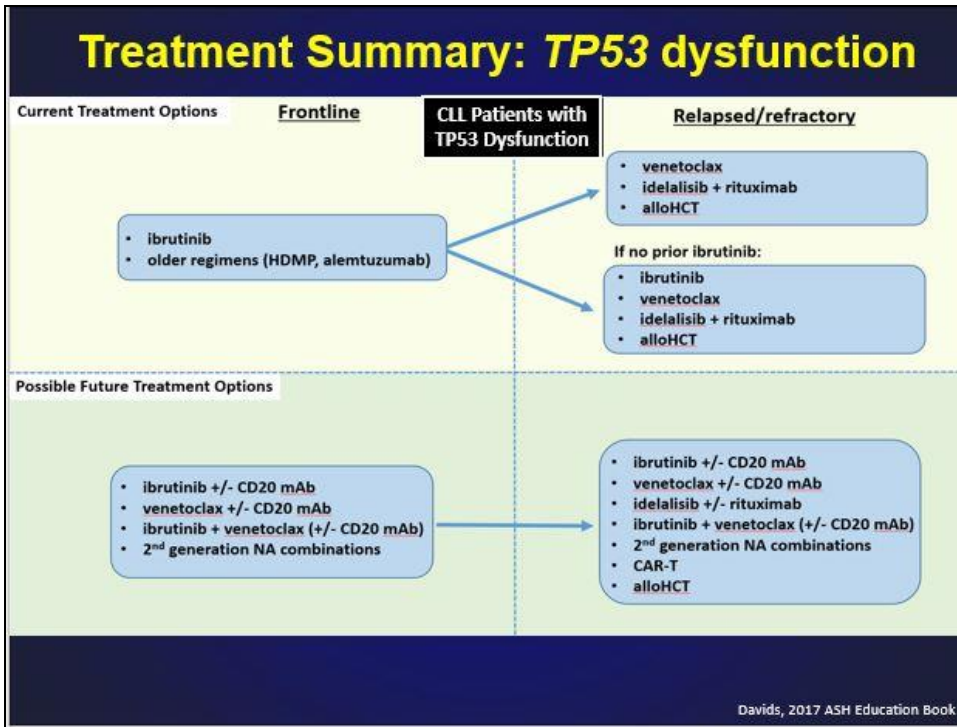 Treatment Summary: TP53 dysfunction
Current Treatment Options
Frontline
CLL Patients with
TP53 Dysfunction
Relapsed/refractory
• ibrutinib
• older regimens (HDMP, alemtuzumab)
• venetoclax
• idelalisib + rituximab
• alloHCT
If no prior ibrutinib:
• ibrutinib
• venetoclax
• idelalisib + rituximab
• alloHCT
Possible Future Treatment Options
• ibrutinib +/- CD20 mAb
• venetoclax +/- CD20 mAb
• ibrutinib + venetoclax (+/- CD20 mAb)
• 2nd generation NA combinations
• ibrutinib +/- CD20 mAb
• venetoclax +/- CD20 mAb
• idelalisib +/- rituximab
• ibrutinib + venetoclax (+/- CD20 mAb)
• 2nd generation NA combinations
• CAR-T
• alloHCT
Davids, 2017 ASH Education Book